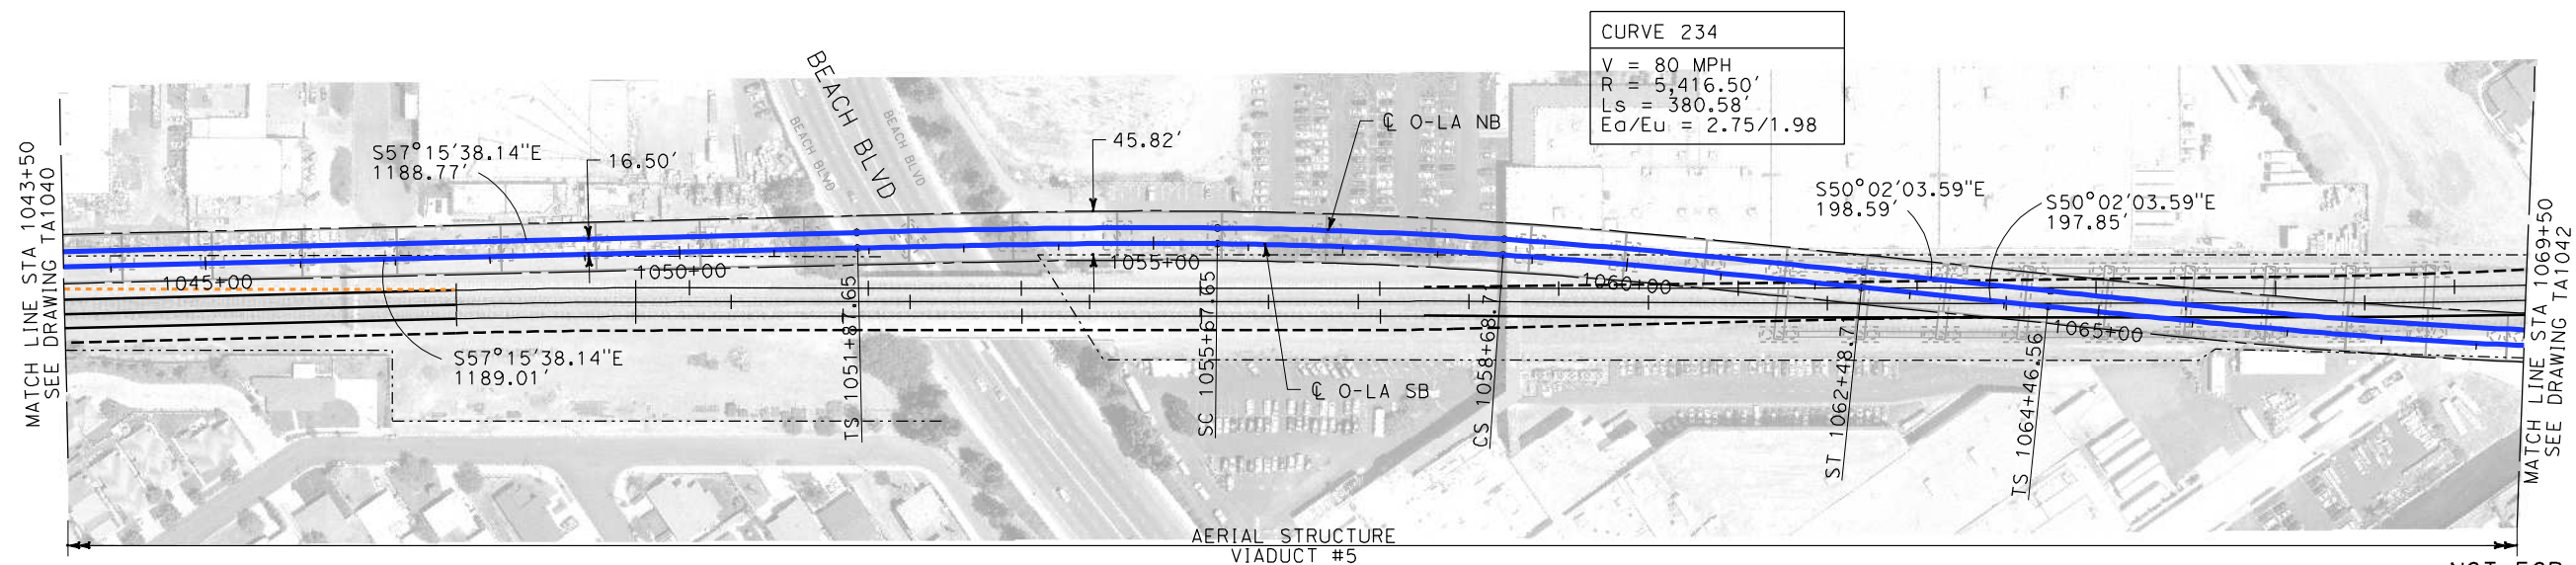 CURVE 234
V = 80 MPH
R = 5,416.50'
Ls = 380.58'
Ea/Eu = 2.75/1.98
BEACH BLVD
BEACH BLVD
BEACH BLVD
MATCH LINE STA 1043+50
SEE DRAWING TA1040
S57°15'38.14"E
1188.77'
16.50'
45.82'
℄ O-LA NB
S50°02'03.59"E
198.59'
S50°02'03.59"E
197.85'
MATCH LINE STA 1069+50
SEE DRAWING TA1042
1045+00
1050+00
1055+00
1060+00
1065+00
S57°15'38.14"E
1189.01'
TS 1051+87.65
SC 1055+67.65
℄ O-LA SB
CS 1058+68.7
ST 1062+48.7
TS 1064+46.56
AERIAL STRUCTURE
VIADUCT #5